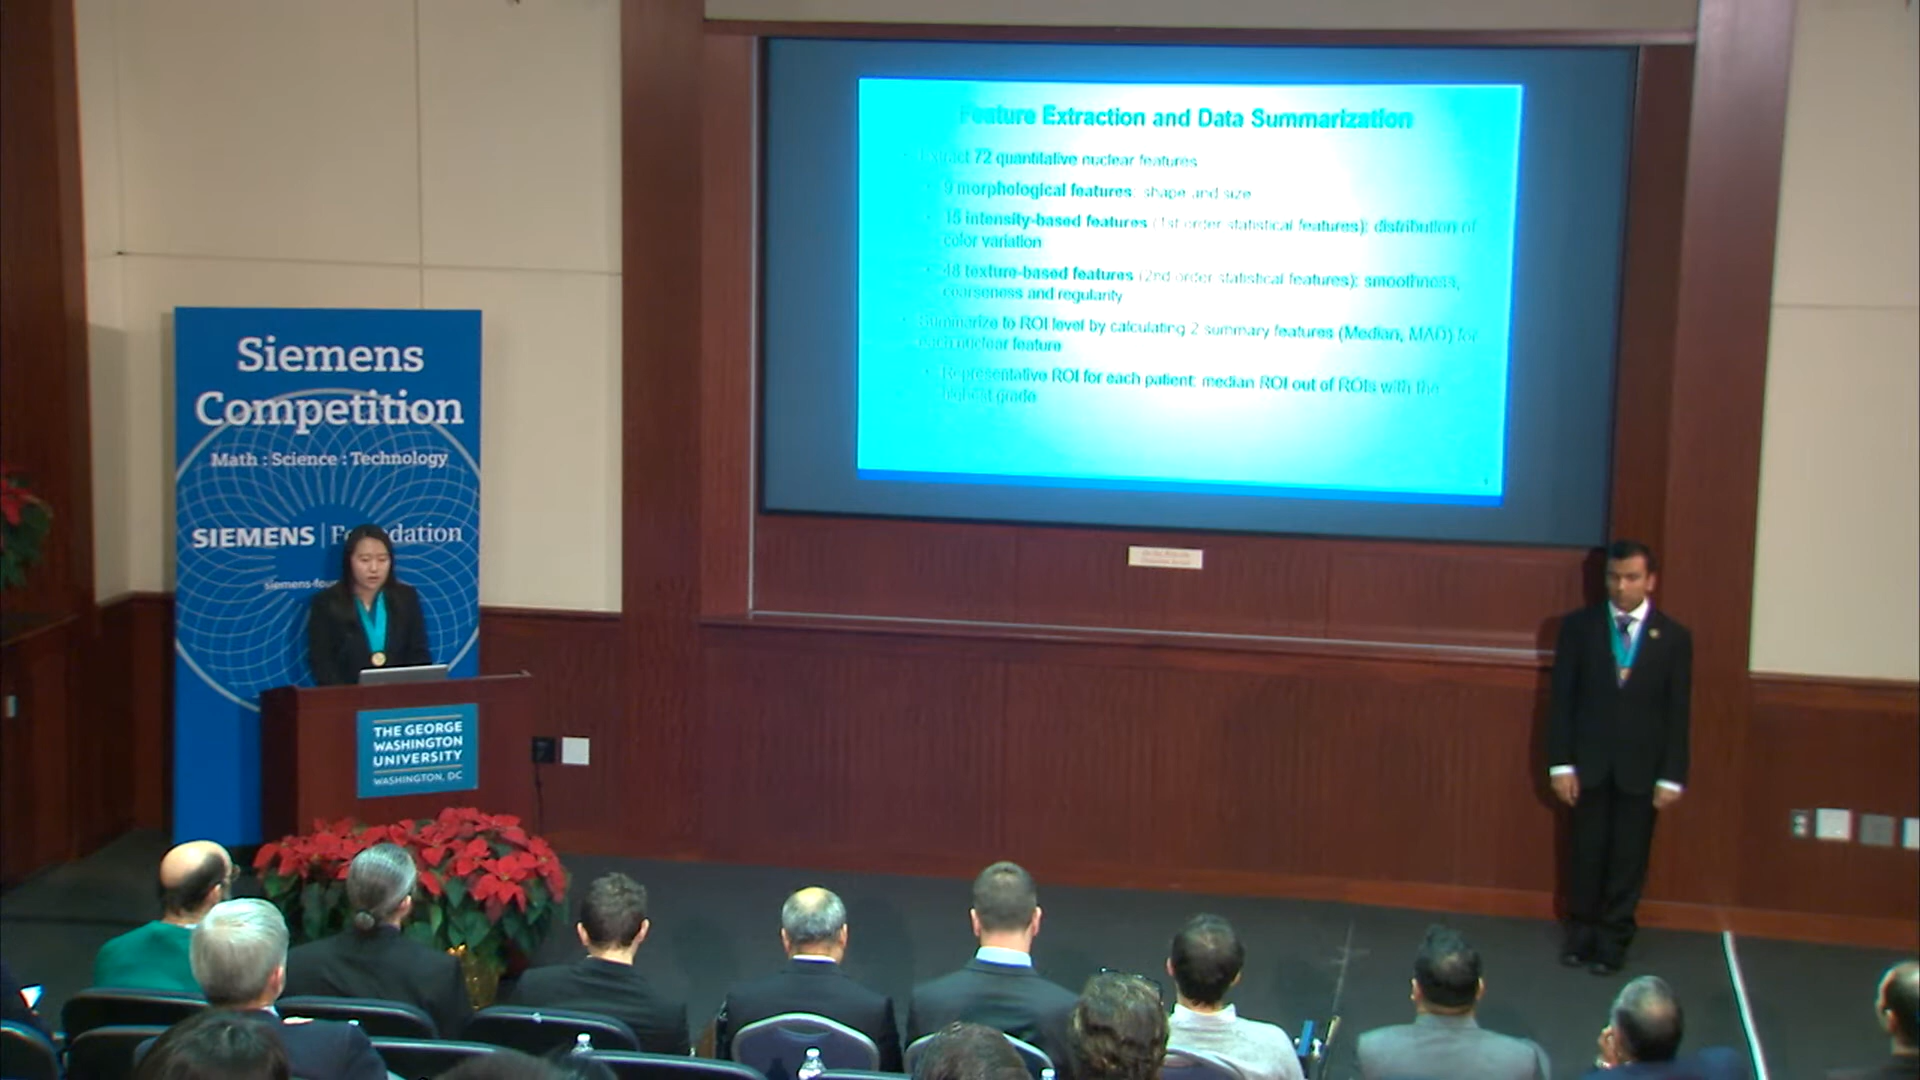 Feature Extraction and Data Summarization
Extract 72 quantitative nuclear features
9 morphological features: shape and size
15 intensity-based features (1st order statistical features): distribution of
color variation
48 texture-based features (2nd order statistical features): smoothness,
coarseness and regularity
Summarize to ROI level by calculating 2 summary features (Median, MAD) for
each nuclear feature
Representative ROI for each patient: median ROI out of ROIs with the
highest grade
Siemens
Competition
Math : Science : Technology
SIEMENS | Foundation
siemens-fou
THE GEORGE
WASHINGTON
UNIVERSITY
WASHINGTON, DC